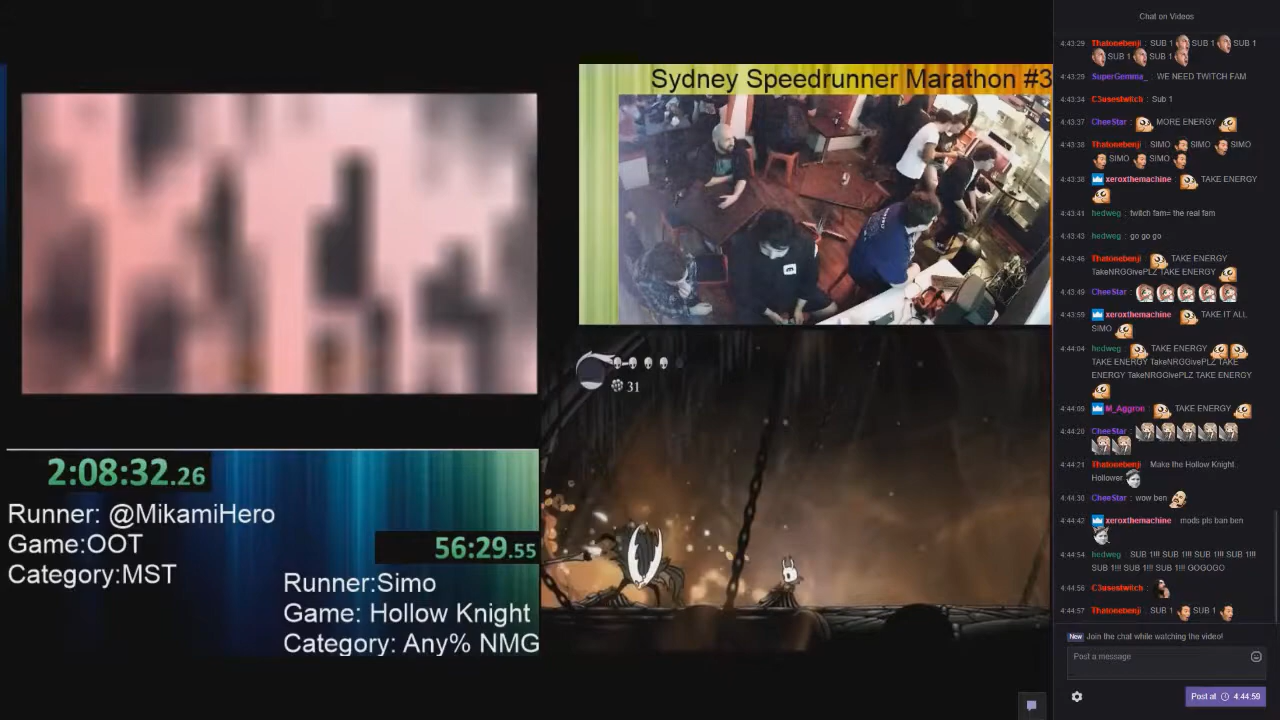 Sydney Speedrunner Marathon #3
31
2:08:32.26
Runner: @MikamiHero
Game:OOT
Category:MST
56:29.55
Runner:Simo
Game: Hollow Knight
Category: Any% NMG
Chat on Videos
4:43:29 Thatonebenji : SUB 1 SUB 1 SUB 1
SUB 1 SUB 1
4:43:29 SuperGemma_ : WE NEED TWITCH FAM
4:43:34 C3usestwitch : Sub 1
4:43:37 CheeStar : MORE ENERGY
4:43:38 Thatonebenji : SIMO SIMO SIMO
SIMO SIMO
4:43:38 xeroxthemachine : TAKE ENERGY
4:43:41 hedweg : twitch fam= the real fam
4:43:43 hedweg : go go go
4:43:46 Thatonebenji : TAKE ENERGY
TakeNRGGivePLZ TAKE ENERGY
4:43:49 CheeStar :
4:43:59 xeroxthemachine : TAKE IT ALL
SIMO
4:44:04 hedweg : TAKE ENERGY
TAKE ENERGY TakeNRGGivePLZ TAKE
ENERGY TakeNRGGivePLZ TAKE ENERGY
4:44:09 M_Aggron : TAKE ENERGY
4:44:20 CheeStar :
4:44:21 Thatonebenji : Make the Hollow Knight
Hollower
4:44:30 CheeStar : wow ben
4:44:42 xeroxthemachine : mods pls ban ben
4:44:54 hedweg : SUB 1!!! SUB 1!!! SUB 1!!! SUB 1!!!
SUB 1!!! SUB 1!!! SUB 1!!! GOGOGO
4:44:56 C3usestwitch :
4:44:57 Thatonebenji : SUB 1 SUB 1
New Join the chat while watching the video!
Post a message
Post at 4:44:59